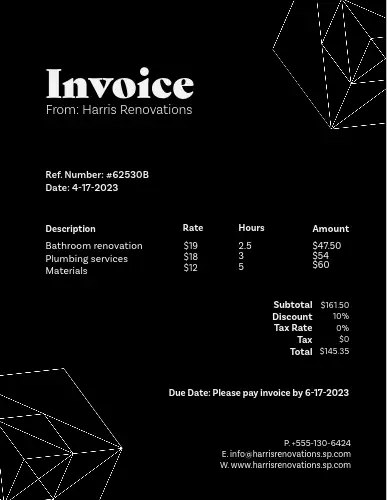 Invoice
From: Harris Renovations
Ref. Number: #62530B
Date: 4-17-2023
Description Rate Hours Amount
Bathroom renovation $19 2.5 $47.50
Plumbing services $18 3 $54
Materials $12 5 $60
Subtotal $161.50
Discount 10%
Tax Rate 0%
Tax $0
Total $145.35
Due Date: Please pay invoice by 6-17-2023
P. +555-130-6424
E. info@harrisrenovations.sp.com
W. www.harrisrenovations.sp.com